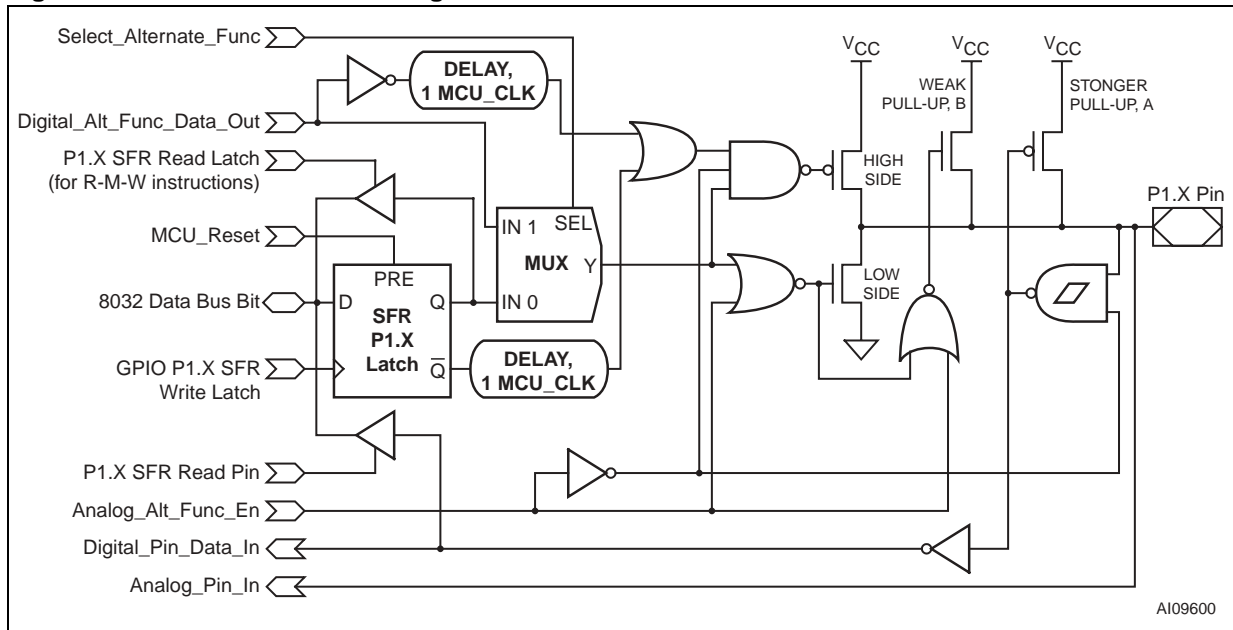 Select_Alternate_Func
DELAY,
1 MCU_CLK
Digital_Alt_Func_Data_Out
P1.X SFR Read Latch
(for R-M-W instructions)
MCU_Reset
8032 Data Bus Bit
GPIO P1.X SFR
Write Latch
P1.X SFR Read Pin
Analog_Alt_Func_En
Digital_Pin_Data_In
Analog_Pin_In
PRE
D
Q
SFR
P1.X
Latch
Q
IN 1
SEL
MUX
Y
IN 0
DELAY,
1 MCU_CLK
VCC
HIGH
SIDE
LOW
SIDE
VCC
WEAK
PULL-UP, B
VCC
STONGER
PULL-UP, A
P1.X Pin
AI09600